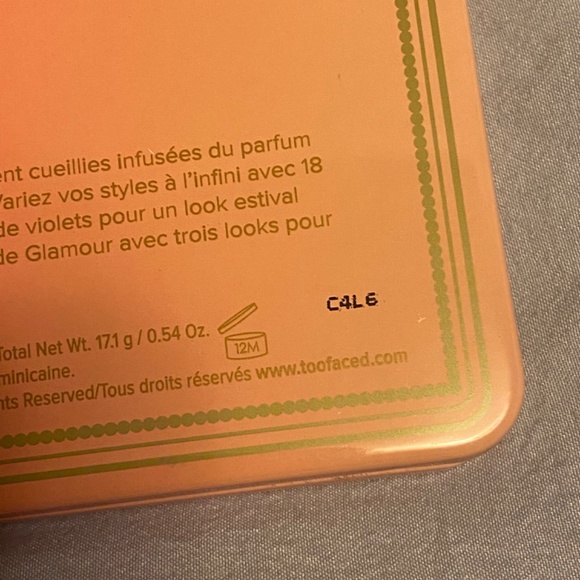 ent cueillies infusées du parfum
Variez vos styles à l'infini avec 18
de violets pour un look estival
de Glamour avec trois looks pour
C4L6
Total Net Wt. 17.1 g / 0.54 Oz.
12M
minicaine.
nts Reserved/Tous droits réservés www.toofaced.com